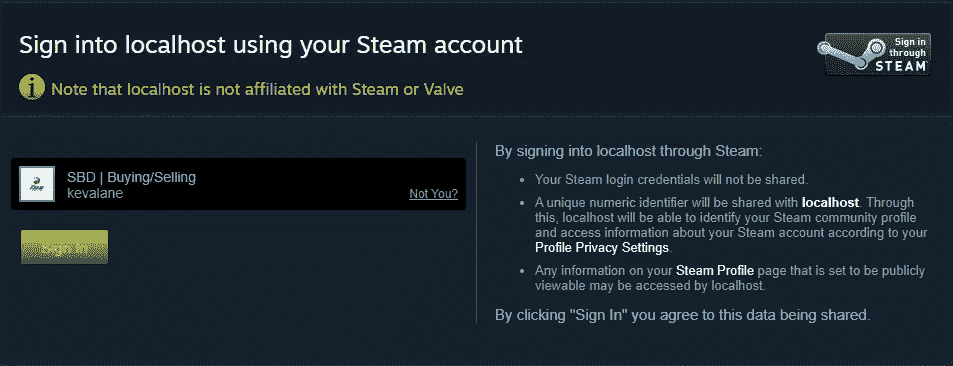 Sign into localhost using your Steam account
Sign in
through
STEAM
Note that localhost is not affiliated with Steam or Valve
SBD | Buying/Selling
kevalane
Not You?
Sign In
By signing into localhost through Steam:
Your Steam login credentials will not be shared.
A unique numeric identifier will be shared with localhost. Through
this, localhost will be able to identify your Steam community profile
and access information about your Steam account according to your
Profile Privacy Settings.
Any information on your Steam Profile page that is set to be publicly
viewable may be accessed by localhost.
By clicking "Sign In" you agree to this data being shared.